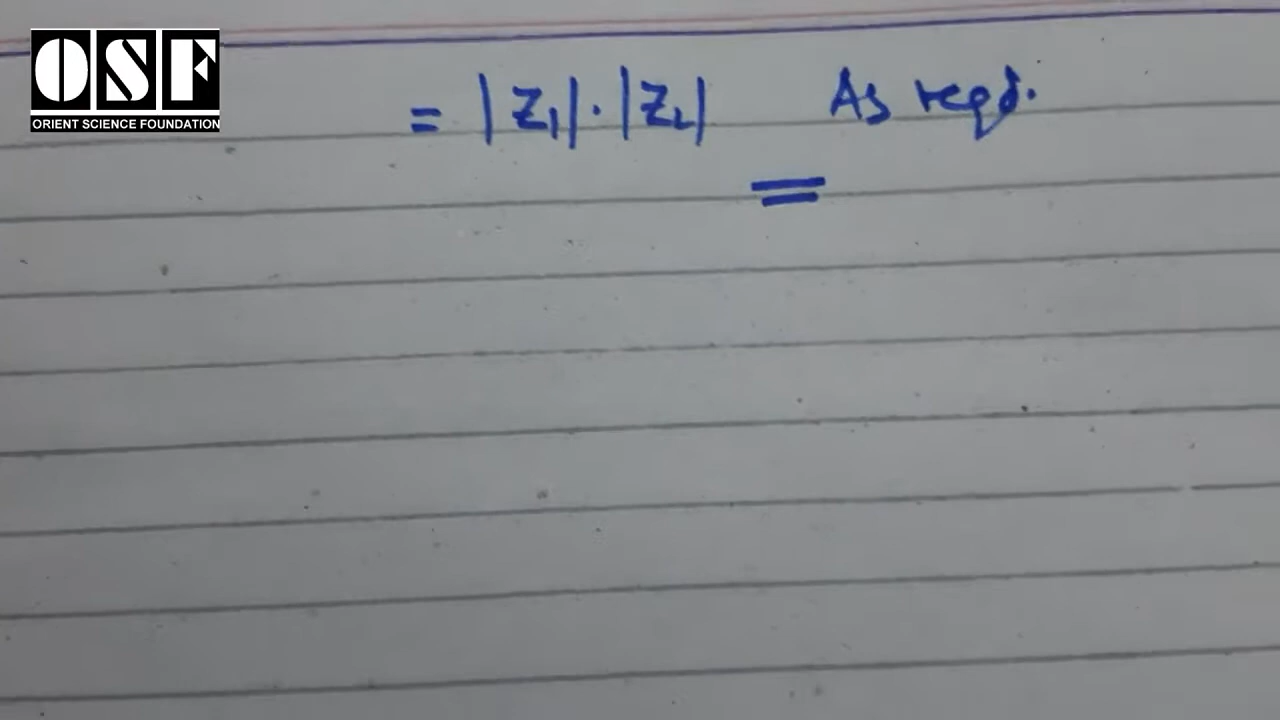 OSF
ORIENT SCIENCE FOUNDATION
= |Z₁|·|Z₂| As reqd.